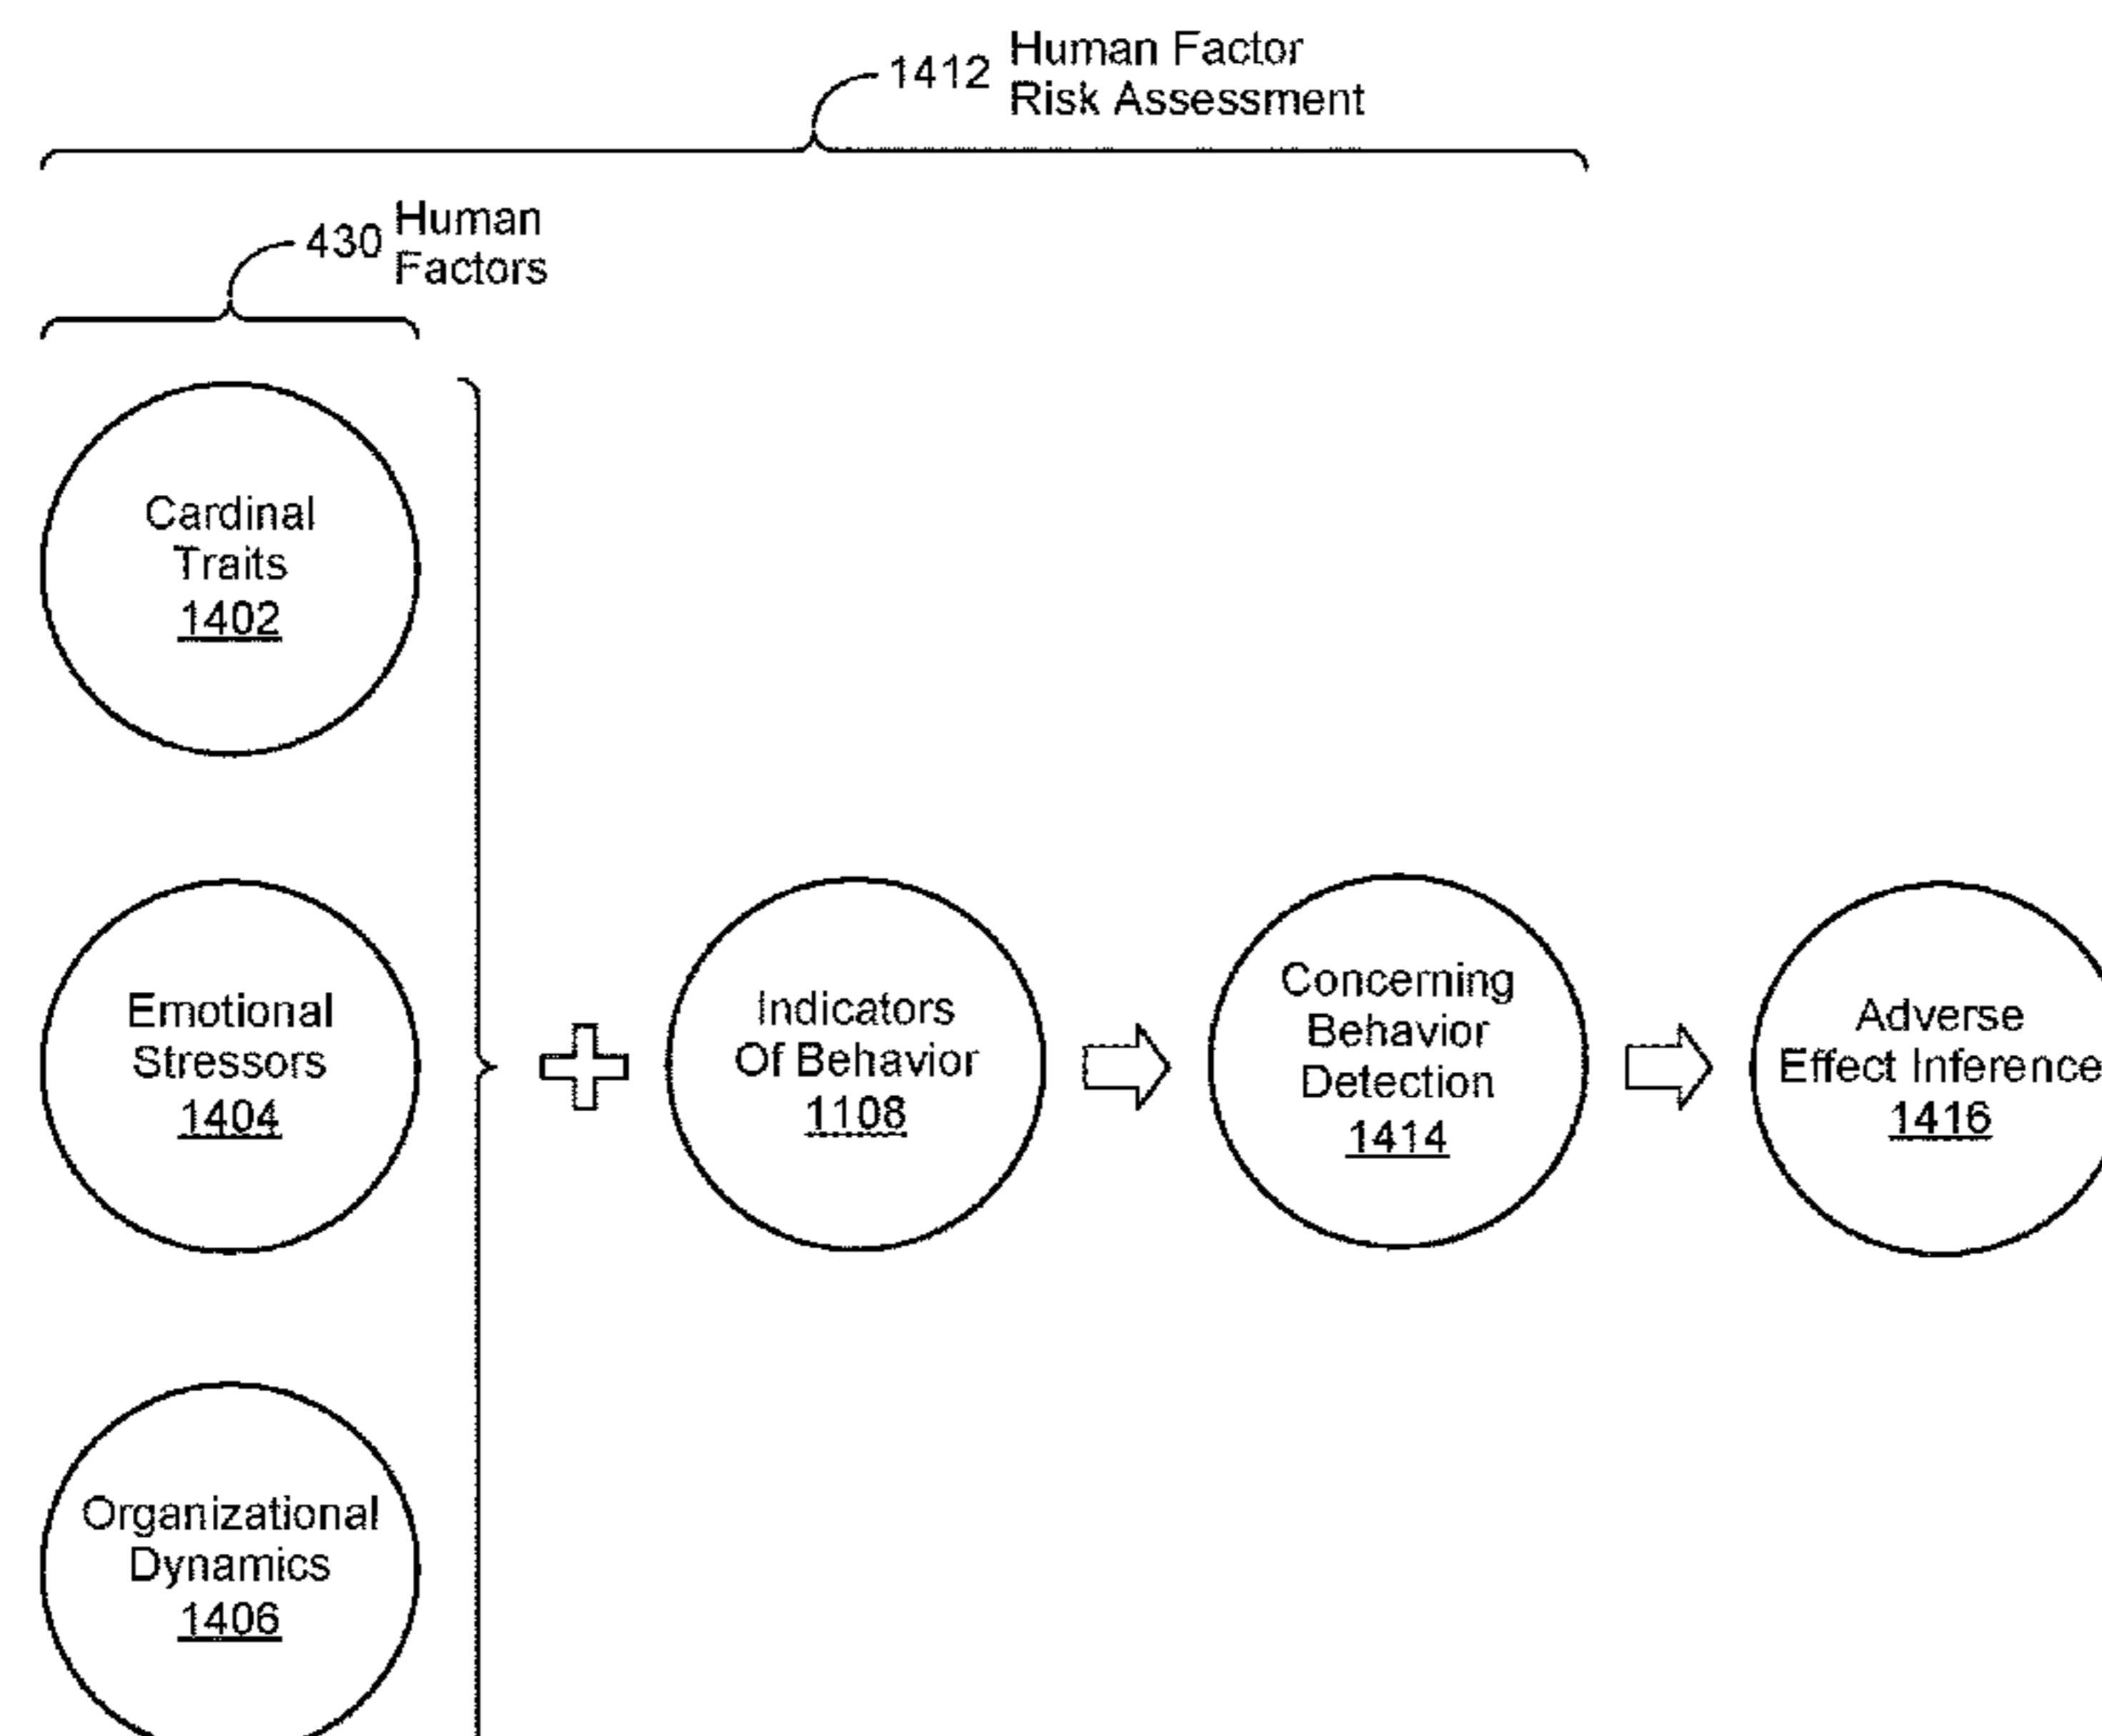 1412
Human Factor
Risk Assessment
430
Human
Factors
Cardinal
Traits
1402
Emotional
Stressors
1404
Indicators
Of Behavior
1108
Concerning
Behavior
Detection
1414
Adverse
Effect Inference
1416
Organizational
Dynamics
1406